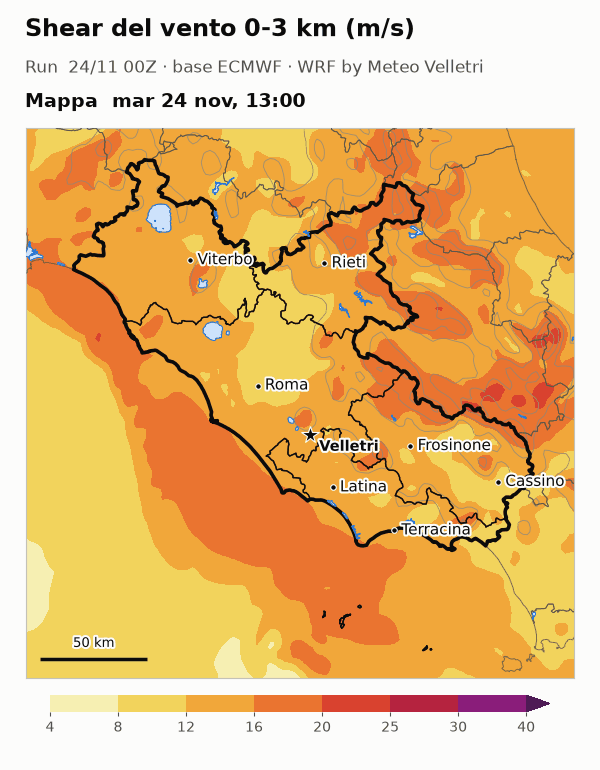 Shear del vento 0-3 km (m/s)
Run  24/11 00Z · base ECMWF · WRF by Meteo Velletri
Mappa  mar 24 nov, 13:00
Viterbo
Rieti
Roma
Velletri
Frosinone
Cassino
Latina
Terracina
50 km
4 8 12 16 20 25 30 40